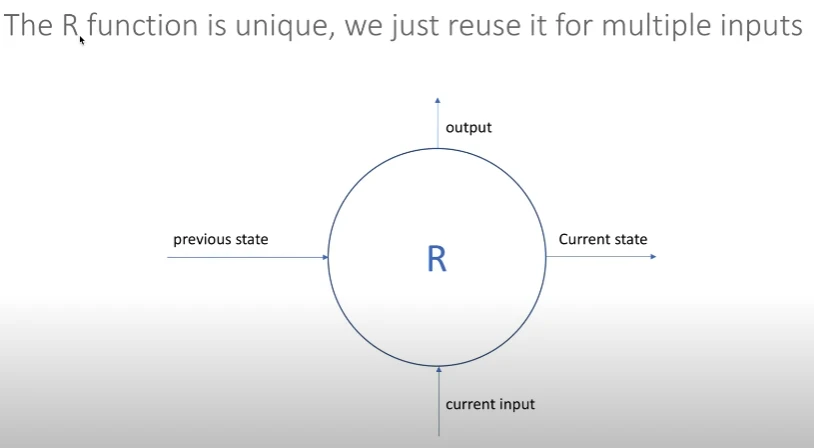 The R function is unique, we just reuse it for multiple inputs
output
previous state
Current state
R
current input